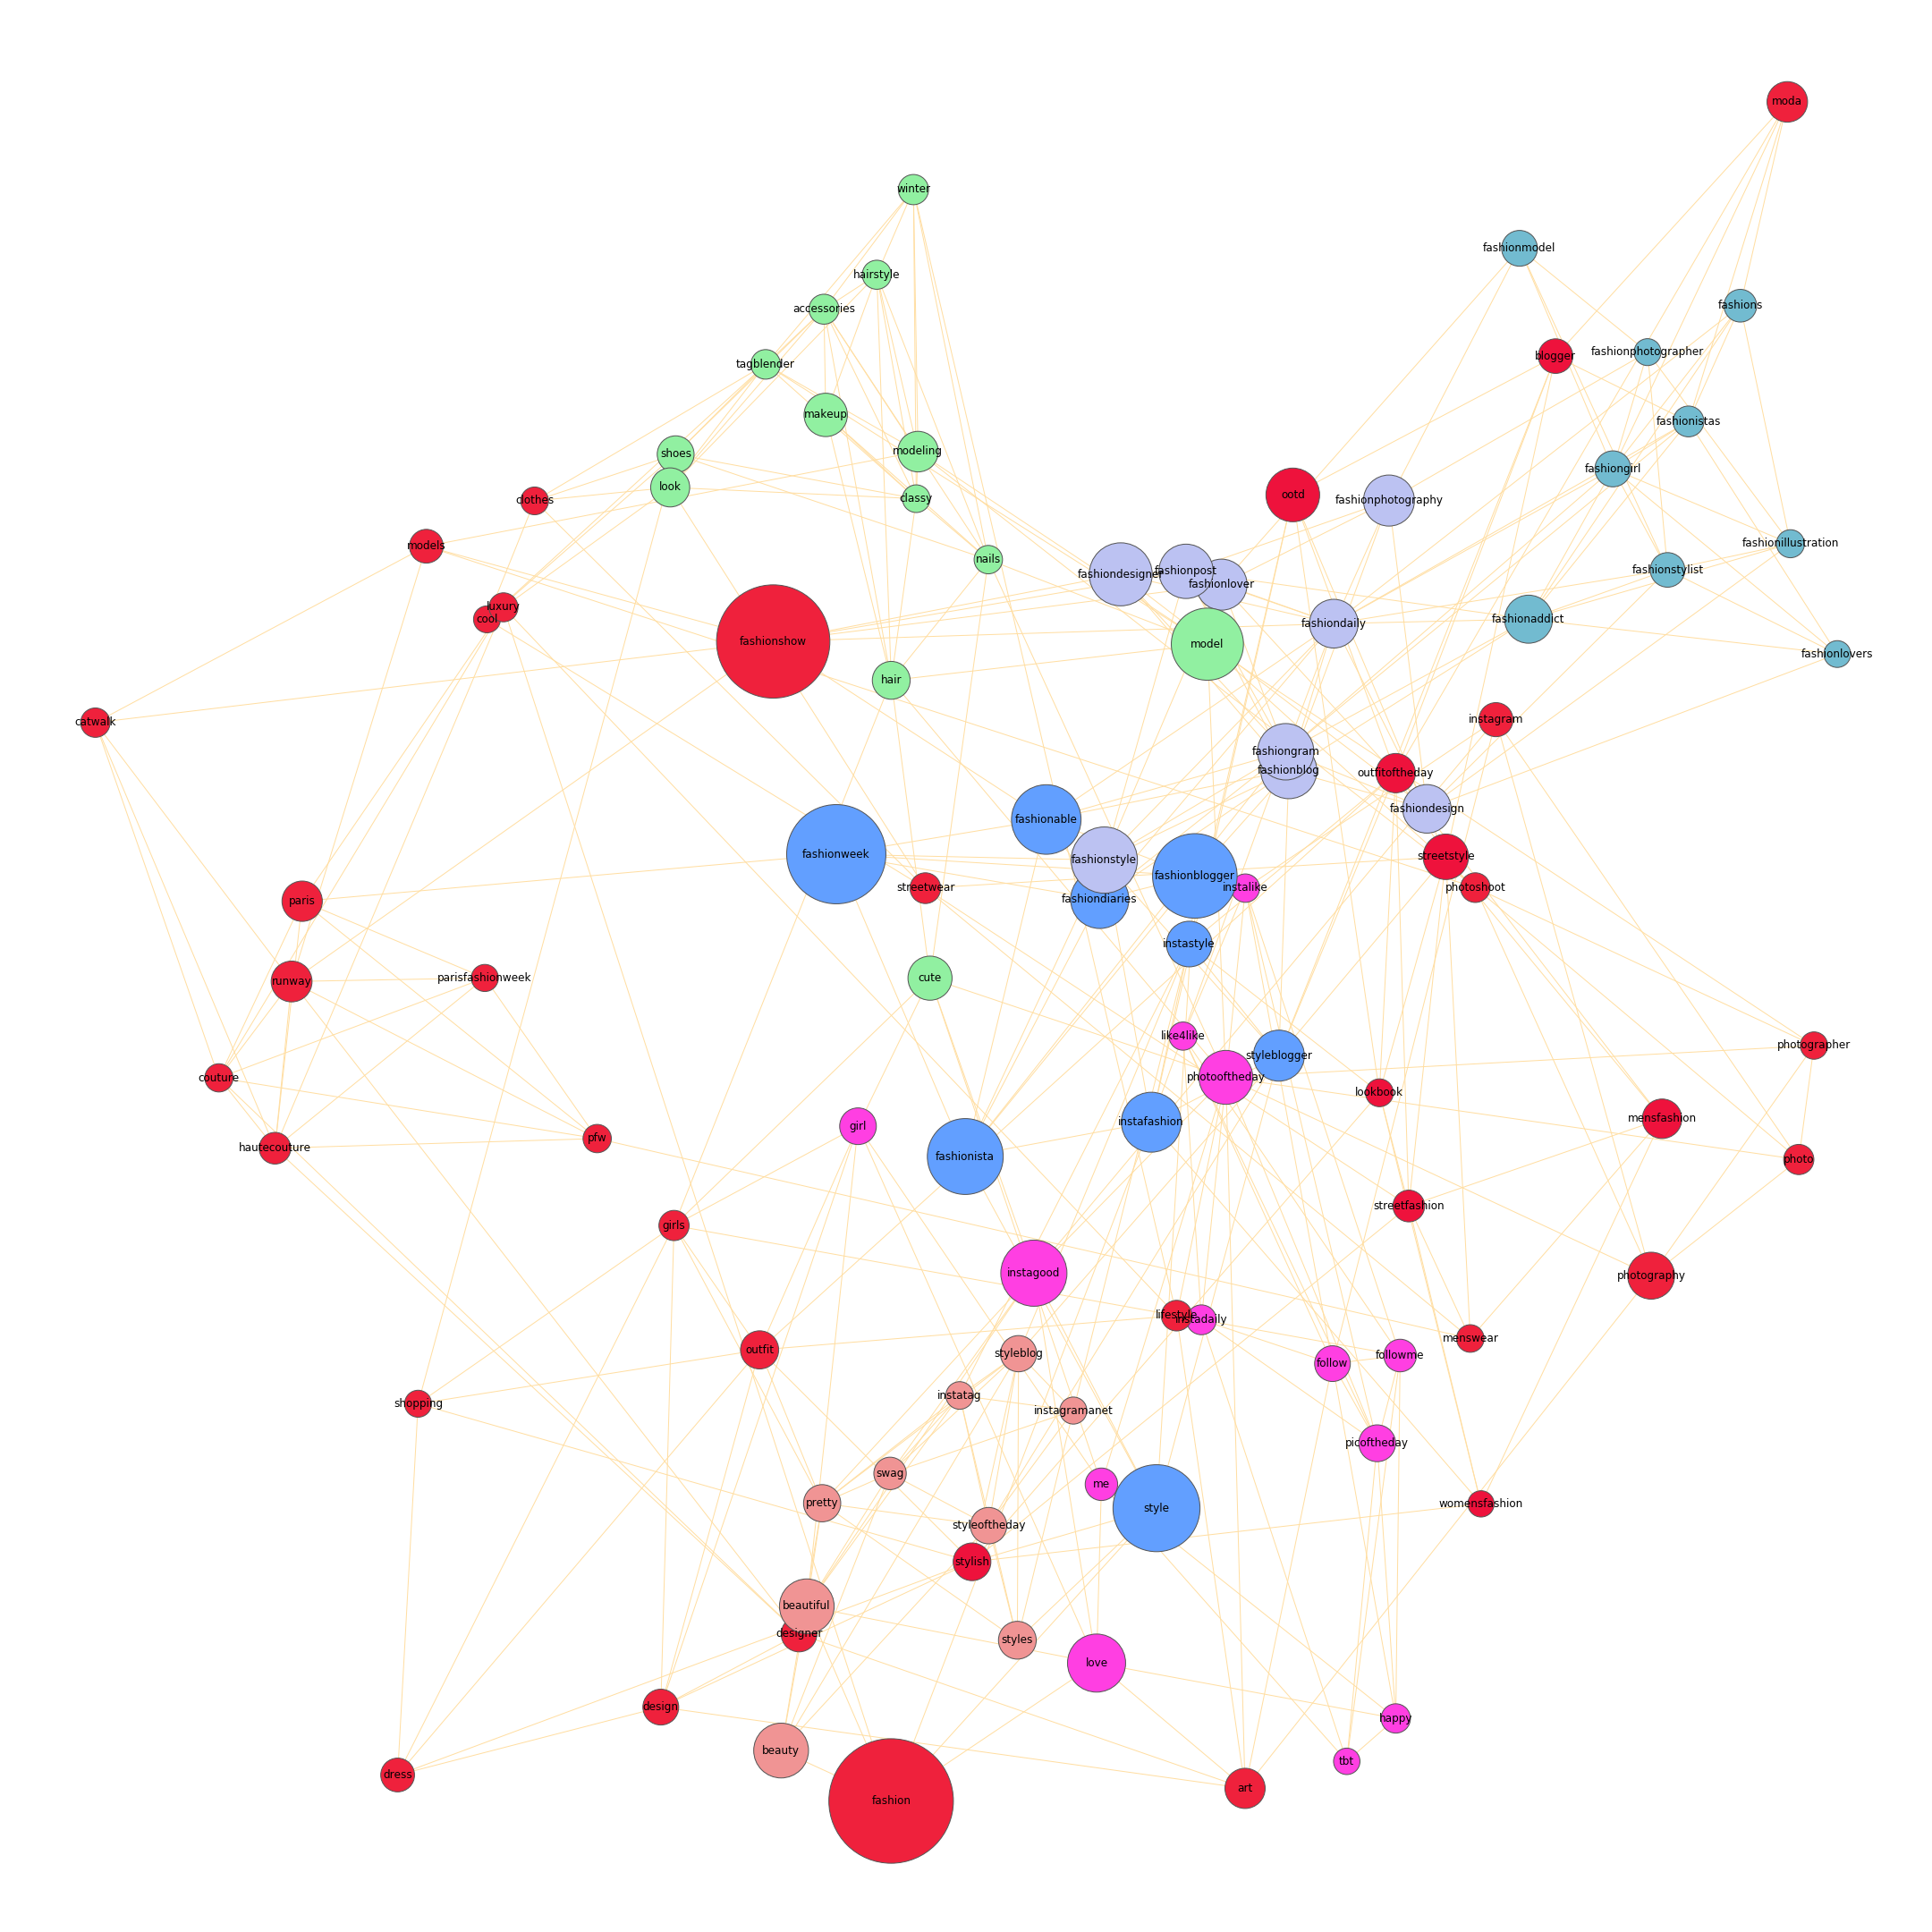 moda
winter
fashionmodel
hairstyle
fashions
accessories
fashionphotographer
blogger
tagblender
makeup
fashionistas
modeling
shoes
fashiongirl
look
ootd
classy
clothes
fashionphotography
fashionillustration
models
nails
fashionpost
fashionstylist
fashiondesigner
fashionlover
luxury
cool
fashionaddict
fashiondaily
fashionshow
model
fashionlovers
hair
instagram
catwalk
fashiongram
fashionblog
outfitoftheday
fashiondesign
fashionable
fashionweek
streetstyle
fashionstyle
fashionblogger
streetwear
instalike
photoshoot
fashiondiaries
paris
instastyle
parisfashionweek
cute
runway
like4like
photographer
styleblogger
photooftheday
couture
lookbook
mensfashion
instafashion
girl
pfw
hautecouture
fashionista
photo
streetfashion
girls
instagood
photography
lifestyle
instadaily
menswear
outfit
styleblog
followme
follow
instatag
shopping
instagramanet
picoftheday
swag
me
pretty
womensfashion
style
styleoftheday
stylish
beautiful
designer
styles
love
design
happy
beauty
tbt
dress
art
fashion